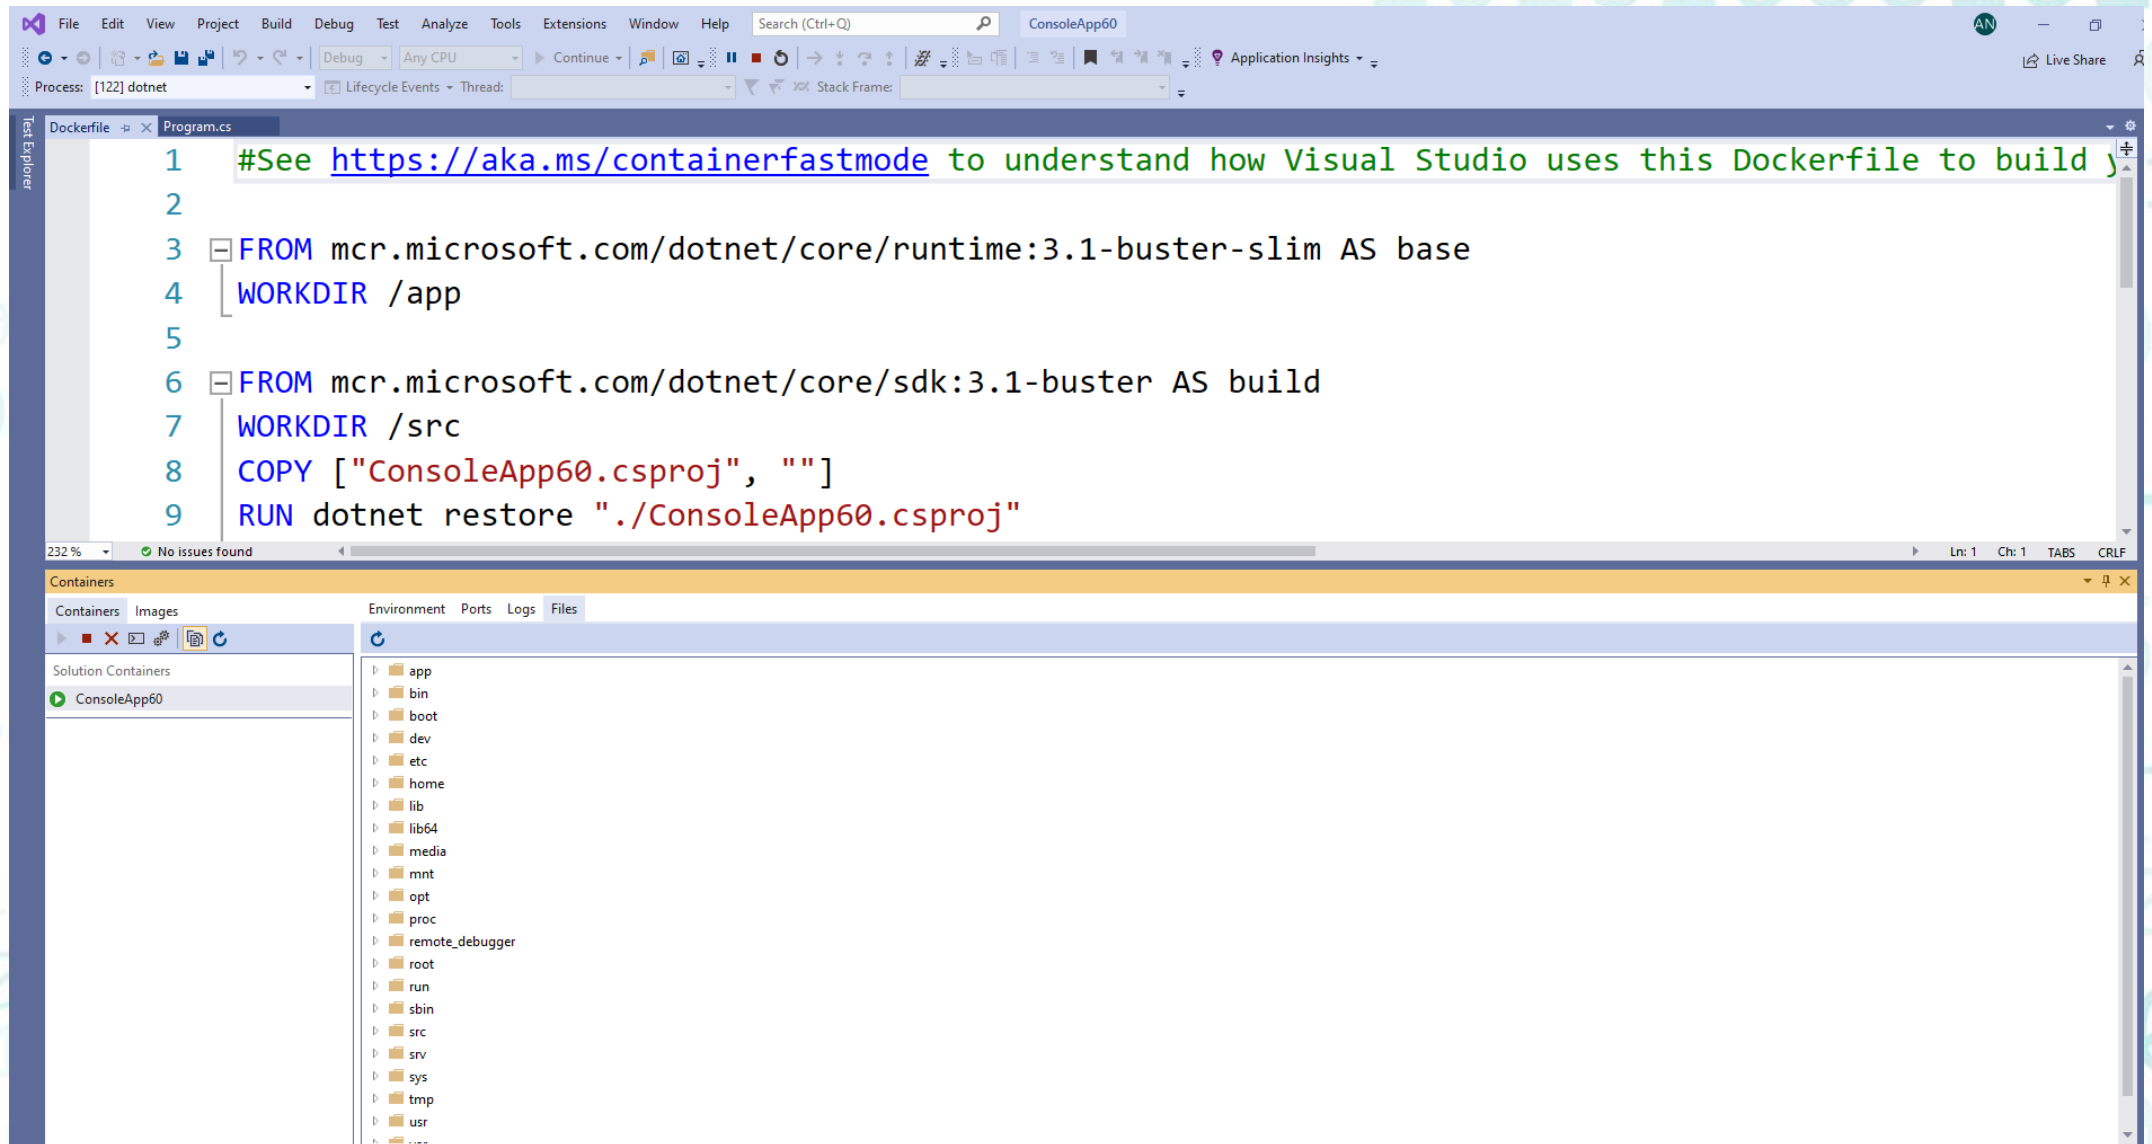 File Edit View Project Build Debug Test Analyze Tools Extensions Window Help Search (Ctrl+Q) ConsoleApp60 AN
Debug Any CPU Continue Application Insights Live Share
Process: [122] dotnet Lifecycle Events Thread: Stack Frame:
Test Explorer
Dockerfile Program.cs
1 #See https://aka.ms/containerfastmode to understand how Visual Studio uses this Dockerfile to build
2
3 FROM mcr.microsoft.com/dotnet/core/runtime:3.1-buster-slim AS base
4 WORKDIR /app
5
6 FROM mcr.microsoft.com/dotnet/core/sdk:3.1-buster AS build
7 WORKDIR /src
8 COPY ["ConsoleApp60.csproj", ""]
9 RUN dotnet restore "./ConsoleApp60.csproj"
232 % No issues found Ln: 1 Ch: 1 TABS CRLF
Containers
Containers Images
Environment Ports Logs Files
Solution Containers
ConsoleApp60
app
bin
boot
dev
etc
home
lib
lib64
media
mnt
opt
proc
remote_debugger
root
run
sbin
src
srv
sys
tmp
usr